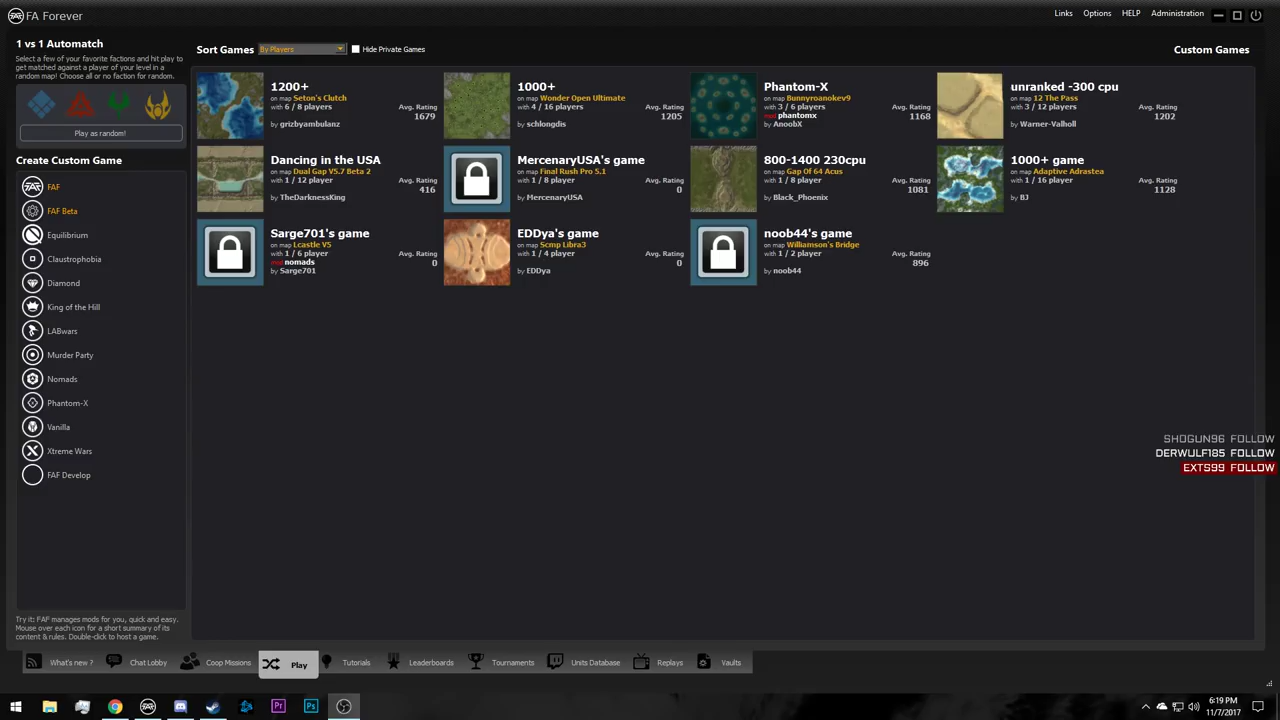 FA Forever
Links Options HELP Administration
1 vs 1 Automatch
Select a few of your favorite factions and hit play to
get matched against a player of your level in a
random map! Choose all or no faction for random.
Play as random!
Create Custom Game
FAF
FAF Beta
Equilibrium
Claustrophobia
Diamond
King of the Hill
LABwars
Murder Party
Nomads
Phantom-X
Vanilla
Xtreme Wars
FAF Develop
Try it: FAF manages mods for you, quick and easy.
Mouse over each icon for a short summary of its
content & rules. Double-click to host a game.
Sort Games By Players Hide Private Games
Custom Games
1200+
on map Seton's Clutch
with 6 / 8 players
Avg. Rating
1679
by grizbyambulanz
1000+
on map Wonder Open Ultimate
with 4 / 16 players
Avg. Rating
1205
by schlongdis
Phantom-X
on map Bunnyroanokev9
with 3 / 6 players
Avg. Rating
1168
mod phantomx
by AnoobX
unranked -300 cpu
on map 12 The Pass
with 3 / 12 players
Avg. Rating
1202
by Warner-Valholl
Dancing in the USA
on map Dual Gap V5.7 Beta 2
with 1 / 12 player
Avg. Rating
416
by TheDarknessKing
MercenaryUSA's game
on map Final Rush Pro 5.1
with 1 / 8 player
Avg. Rating
0
by MercenaryUSA
800-1400 230cpu
on map Gap Of 64 Acus
with 1 / 8 player
Avg. Rating
1081
by Black_Phoenix
1000+ game
on map Adaptive Adrastea
with 1 / 16 player
Avg. Rating
1128
by BJ
Sarge701's game
on map Lcastle V5
with 1 / 6 player
Avg. Rating
0
mod nomads
by Sarge701
EDDya's game
on map Scmp Libra3
with 1 / 4 player
Avg. Rating
0
by EDDya
noob44's game
on map Williamson's Bridge
with 1 / 2 player
Avg. Rating
896
by noob44
SHOGUN96 FOLLOW
DERWULF185 FOLLOW
EXTS99 FOLLOW
What's new ? Chat Lobby Coop Missions Play Tutorials Leaderboards Tournaments Units Database Replays Vaults
Pr Ps
6:19 PM
11/7/2017